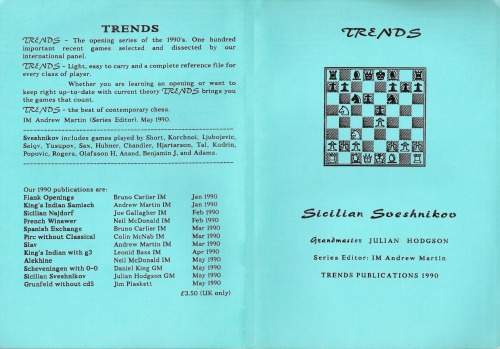 TRENDS
TRENDS - The opening series of the 1990's. One hundred
important recent games selected and dissected by our
international panel.
TRENDS - Light, easy to carry and a complete reference file for
every class of player.
Whether you are learning an opening or want to
keep right up-to-date with current theory TRENDS brings you
the games that count.
TRENDS - the best of contemporary chess.
IM Andrew Martin (Series Editor). May 1990.
Sveshnikov includes games played by Short, Korchnoi, Ljubojevic,
Salov, Yusupov, Sax, Hubner, Chandler, Hjartarson, Tal, Kudrin,
Popovic, Rogers, Olafsson H, Anand, Benjamin J, and Adams.
Our 1990 publications are:
Flank Openings Bruno Carlier IM Jan 1990
King's Indian Samisch Andrew Martin IM Jan 1990
Sicilian Najdorf Joe Gallagher IM Feb 1990
French Winawer Neil McDonald IM Feb 1990
Spanish Exchange Bruno Carlier IM Mar 1990
Pirc without Classical Colin McNab IM Mar 1990
Slav Andrew Martin IM Mar 1990
King's Indian with g3 Leonid Bass IM Apr 1990
Alekhine Neil McDonald IM May 1990
Scheveningen with 0-0 Daniel King GM May 1990
Sicilian Sveshnikov Julian Hodgson GM May 1990
Grunfeld without cd5 Jim Plaskett May 1990
£3.50 (UK only)
TRENDS
Sicilian Sveshnikov
Grandmaster JULIAN HODGSON
Series Editor: IM Andrew Martin
TRENDS PUBLICATIONS 1990